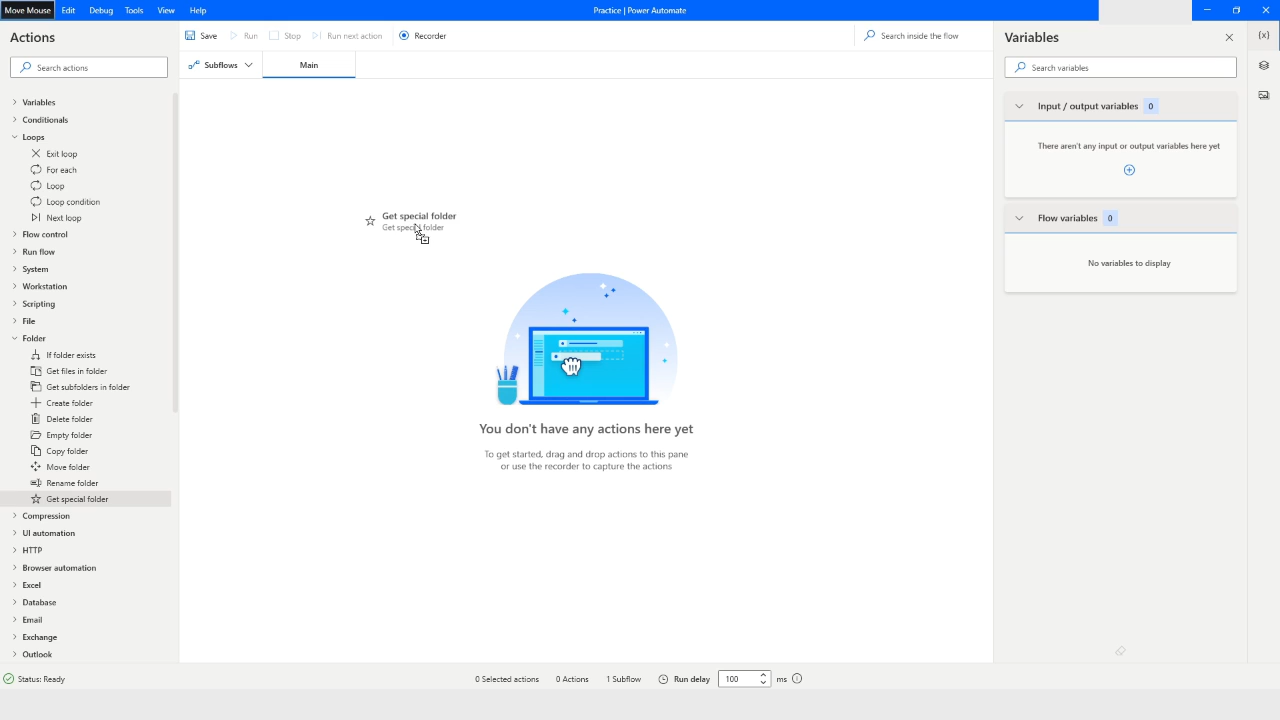 Move Mouse
Edit
Debug
Tools
View
Help
Practice | Power Automate
Actions
Search actions
Variables
Conditionals
Loops
Exit loop
For each
Loop
Loop condition
Next loop
Flow control
Run flow
System
Workstation
Scripting
File
Folder
If folder exists
Get files in folder
Get subfolders in folder
Create folder
Delete folder
Empty folder
Copy folder
Move folder
Rename folder
Get special folder
Compression
UI automation
HTTP
Browser automation
Excel
Database
Email
Exchange
Outlook
Save
Run
Stop
Run next action
Recorder
Search inside the flow
Subflows
Main
Get special folder
Get special folder
You don't have any actions here yet
To get started, drag and drop actions to this pane
or use the recorder to capture the actions
Variables
{x}
Search variables
Input / output variables 0
There aren't any input or output variables here yet
Flow variables 0
No variables to display
Status: Ready
0 Selected actions
0 Actions
1 Subflow
Run delay
100
ms